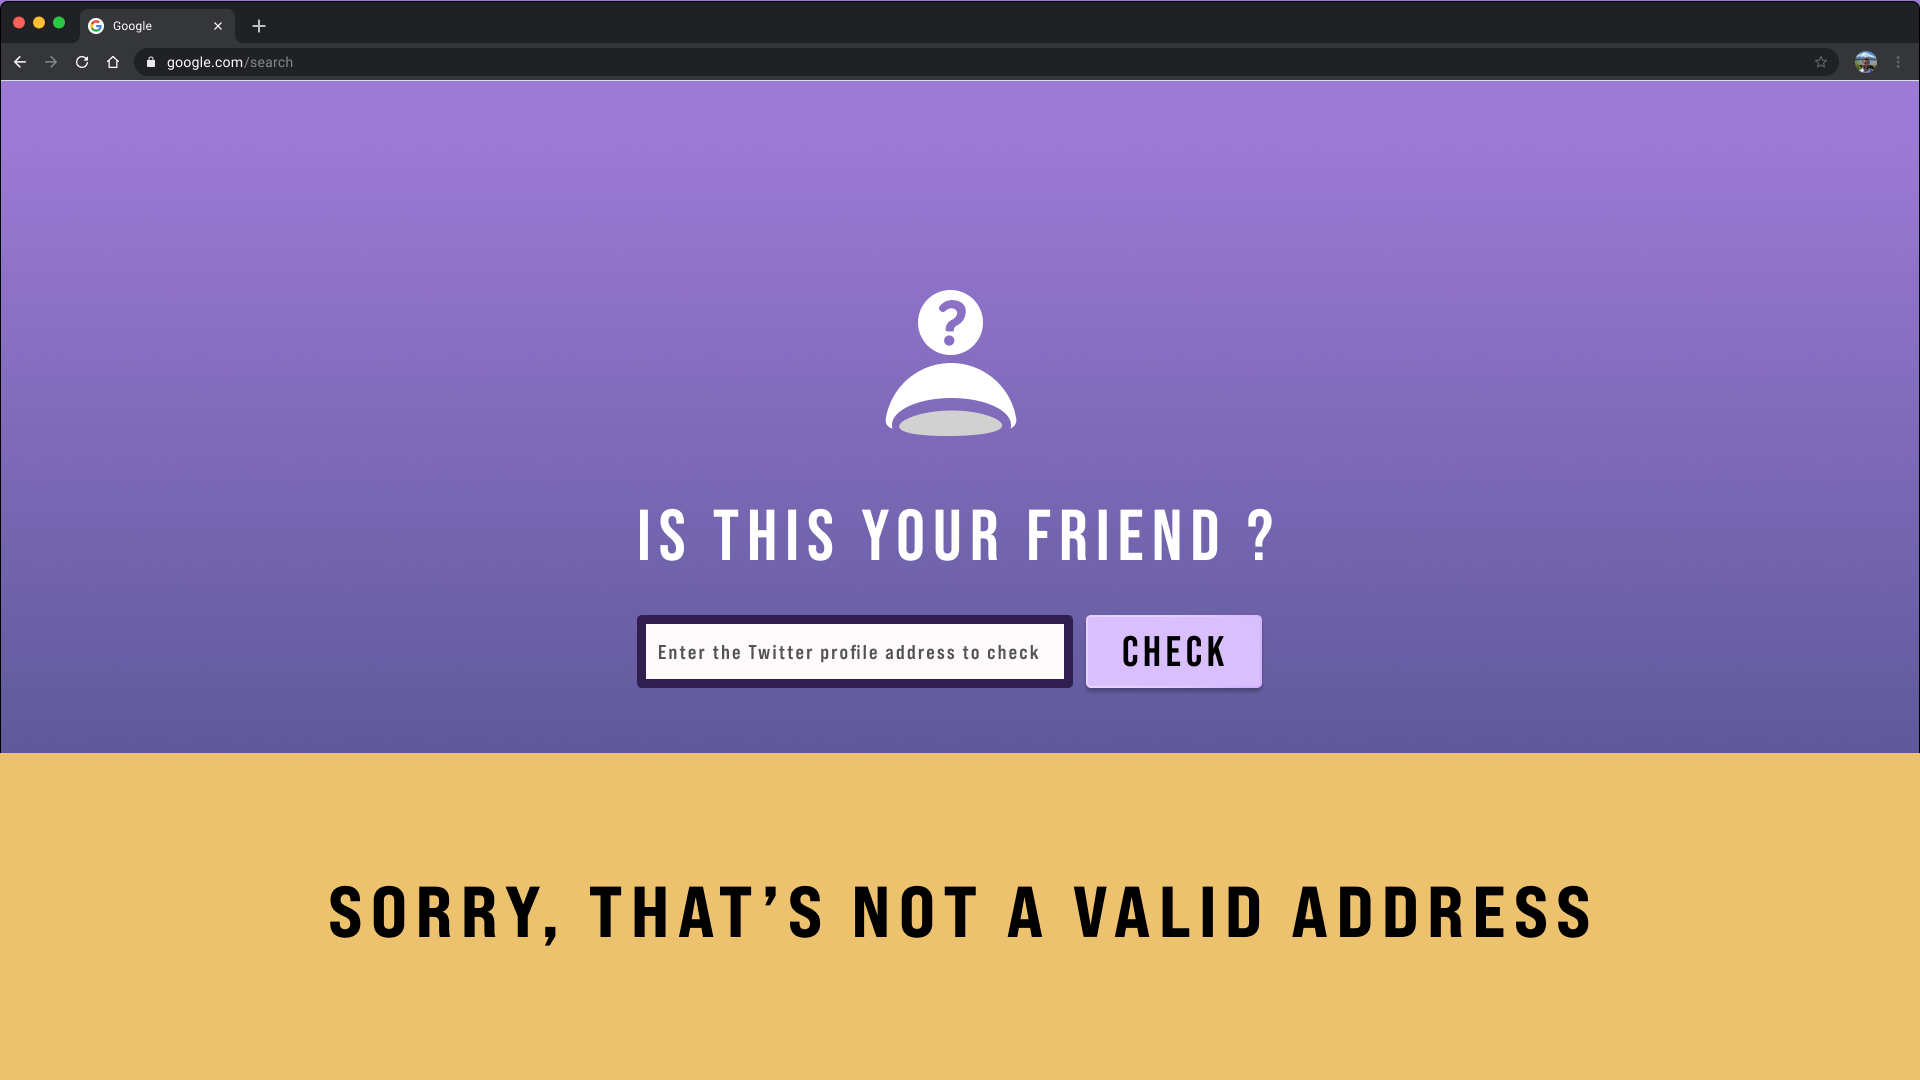 Google
google.com/search
?
IS THIS YOUR FRIEND ?
Enter the Twitter profile address to check
CHECK
SORRY, THAT’S NOT A VALID ADDRESS